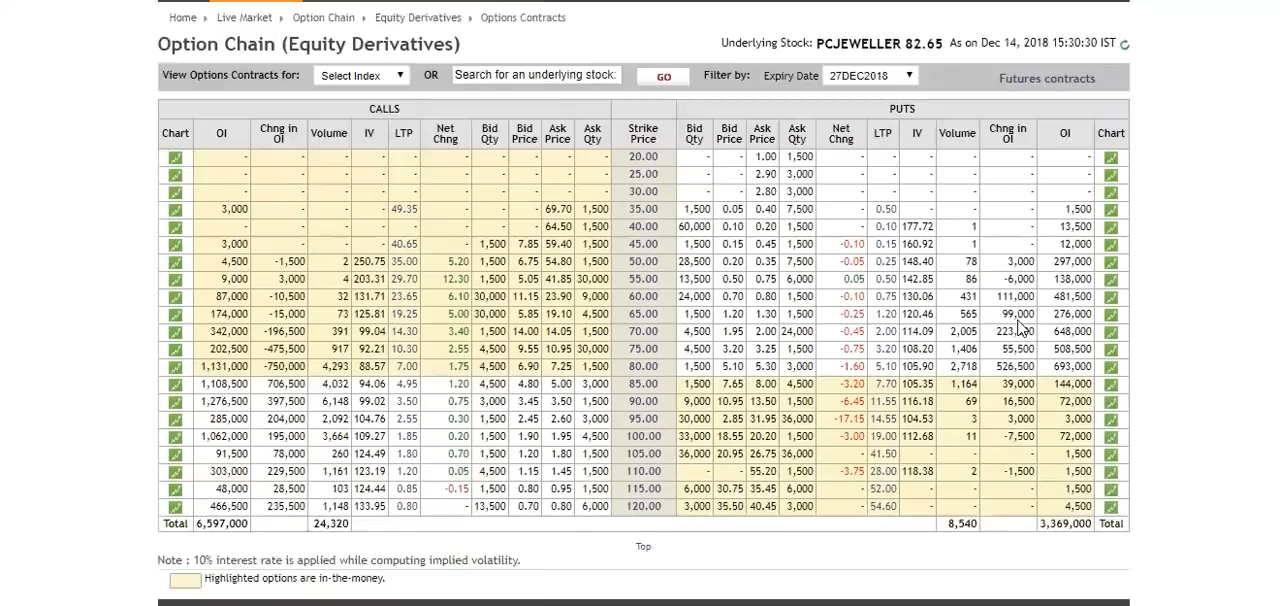 Home › Live Market › Option Chain › Equity Derivatives › Options Contracts
Option Chain (Equity Derivatives) Underlying Stock: PCJEWELLER 82.65 As on Dec 14, 2018 15:30:30 IST
View Options Contracts for: Select Index OR Search for an underlying stock: GO Filter by: Expiry Date 27DEC2018 Futures contracts
CALLS PUTS
Chart OI Chng in OI Volume IV LTP Net Chng Bid Qty Bid Price Ask Price Ask Qty Strike Price Bid Qty Bid Price Ask Price Ask Qty Net Chng LTP IV Volume Chng in OI OI Chart
- - - - - - - - - - 20.00 - - 1.00 1,500 - - - - - -
- - - - - - - - - - 25.00 - - 2.90 3,000 - - - - - -
- - - - - - - - - - 30.00 - - 2.80 3,000 - - - - - -
3,000 - - - 49.35 - - - 69.70 1,500 35.00 1,500 0.05 0.40 7,500 - 0.50 - - - 1,500
- - - - - - - - 64.50 1,500 40.00 60,000 0.10 0.20 1,500 - 0.10 177.72 1 - 13,500
3,000 - - - 40.65 - 1,500 7.85 59.40 1,500 45.00 1,500 0.15 0.45 1,500 -0.10 0.15 160.92 1 - 12,000
4,500 -1,500 2 250.75 35.00 5.20 1,500 6.75 54.80 1,500 50.00 28,500 0.20 0.35 7,500 -0.05 0.25 148.40 78 3,000 297,000
9,000 3,000 4 203.31 29.70 12.30 1,500 5.05 41.85 30,000 55.00 13,500 0.50 0.75 6,000 0.05 0.50 142.85 86 -6,000 138,000
87,000 -10,500 32 131.71 23.65 6.10 30,000 11.15 23.90 9,000 60.00 24,000 0.70 0.80 1,500 -0.10 0.75 130.06 431 111,000 481,500
174,000 -15,000 73 125.81 19.25 5.00 30,000 5.85 19.10 4,500 65.00 1,500 1.20 1.30 1,500 -0.25 1.20 120.46 565 99,000 276,000
342,000 -196,500 391 99.04 14.30 3.40 1,500 14.00 14.05 1,500 70.00 4,500 1.95 2.00 24,000 -0.45 2.00 114.09 2,005 648,000
202,500 -475,500 917 92.21 10.30 2.55 4,500 9.55 10.95 30,000 75.00 4,500 3.20 3.25 1,500 -0.75 3.20 108.20 1,406 55,500 508,500
1,131,000 -750,000 4,293 88.57 7.00 1.75 4,500 6.90 7.25 1,500 80.00 1,500 5.10 5.30 3,000 -1.60 5.10 105.90 2,718 526,500 693,000
1,108,500 706,500 4,032 94.06 4.95 1.20 4,500 4.80 5.00 3,000 85.00 1,500 7.65 8.00 4,500 -3.20 7.70 105.35 1,164 39,000 144,000
1,276,500 397,500 6,148 99.02 3.50 0.75 3,000 3.45 3.50 1,500 90.00 9,000 10.95 13.50 1,500 -6.45 11.55 116.18 69 16,500 72,000
285,000 204,000 2,092 104.76 2.55 0.30 1,500 2.45 2.60 3,000 95.00 30,000 2.85 31.95 36,000 -17.15 14.55 104.53 3 3,000 3,000
1,062,000 195,000 3,664 109.27 1.85 0.20 1,500 1.90 1.95 4,500 100.00 33,000 18.55 20.20 1,500 -3.00 19.00 112.68 11 -7,500 72,000
91,500 78,000 260 124.49 1.80 0.70 1,500 1.20 1.80 1,500 105.00 36,000 20.95 26.75 36,000 - 41.50 - - - 1,500
303,000 229,500 1,161 123.19 1.20 0.05 4,500 1.15 1.45 1,500 110.00 - - 55.20 1,500 -3.75 28.00 118.38 2 -1,500 1,500
48,000 28,500 103 124.44 0.85 -0.15 1,500 0.80 0.95 1,500 115.00 6,000 30.75 35.45 6,000 - 52.00 - - - 1,500
466,500 235,500 1,148 133.95 0.80 - 13,500 0.70 0.80 6,000 120.00 3,000 35.50 40.45 3,000 - 54.60 - - - 4,500
Total 6,597,000 24,320 8,540 3,369,000 Total
Top
Note : 10% interest rate is applied while computing implied volatility.
Highlighted options are in-the-money.